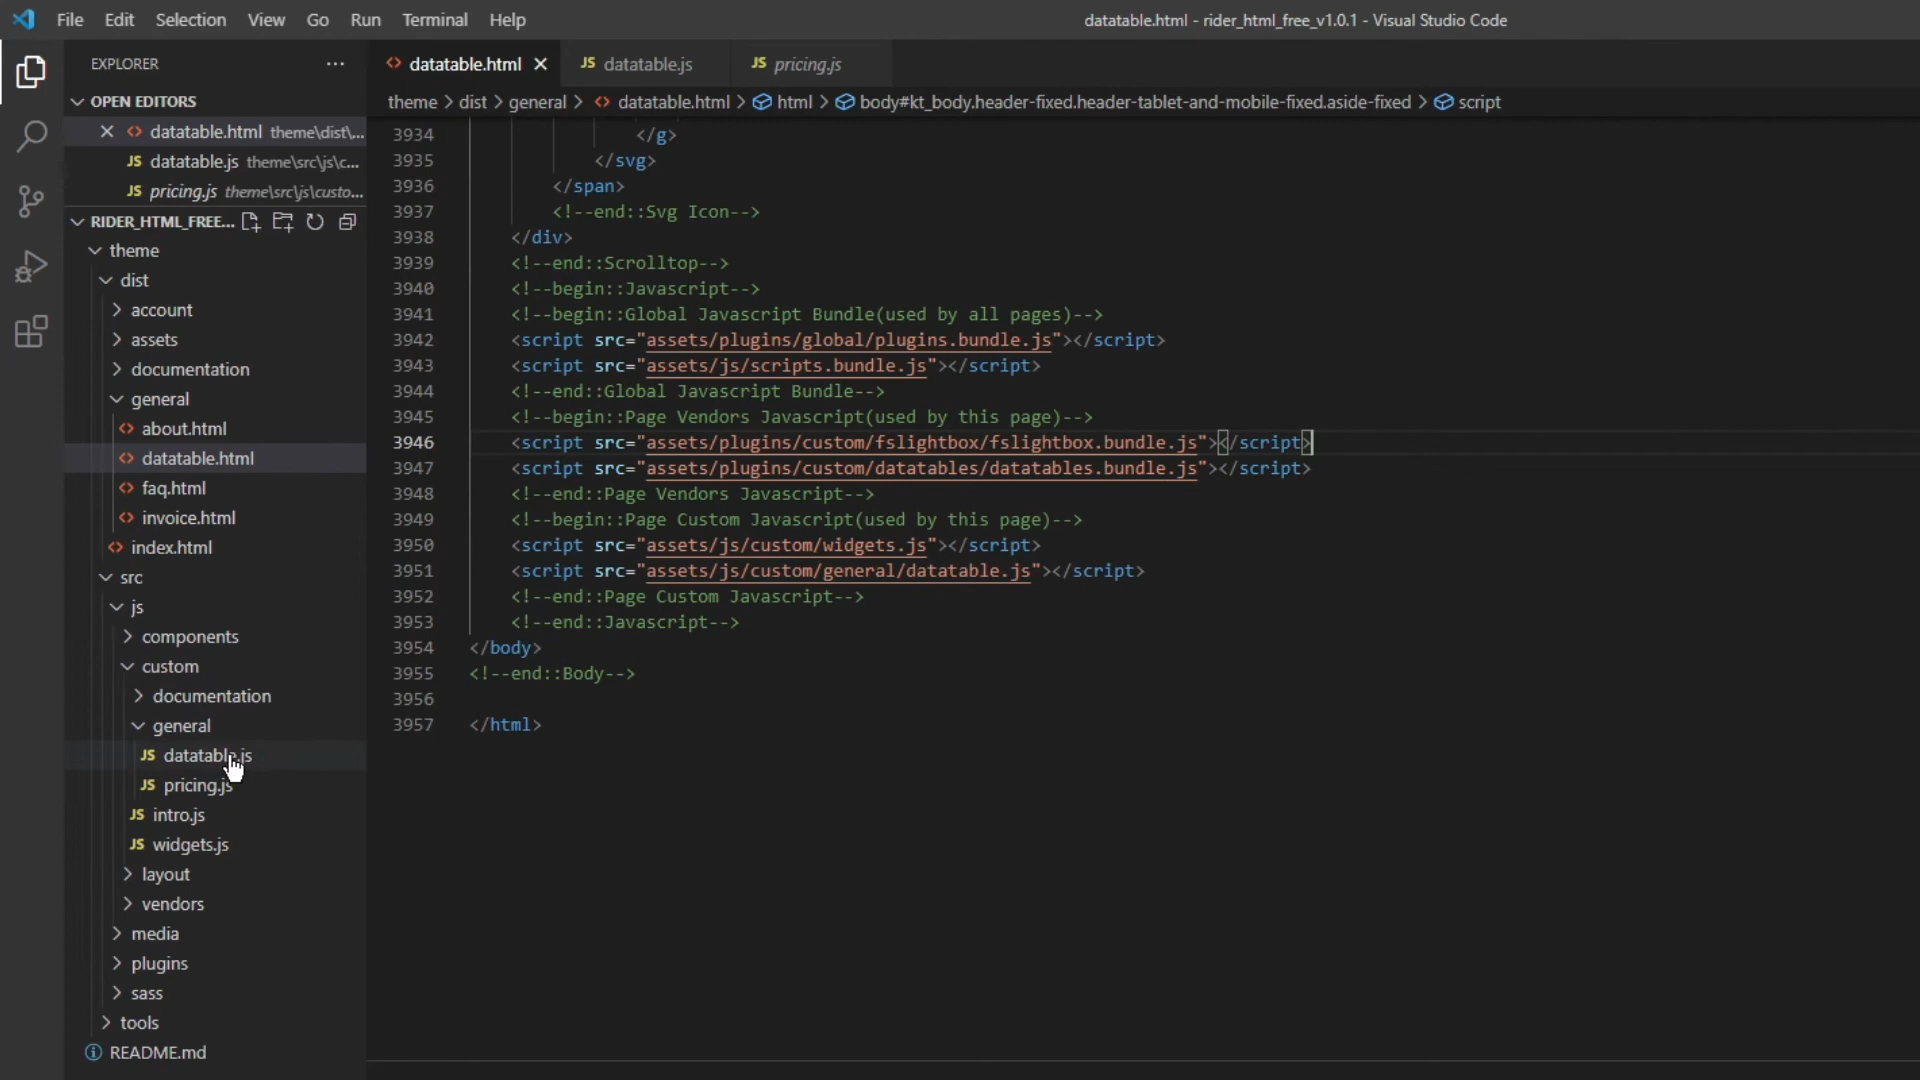 File Edit Selection View Go Run Terminal Help
datatable.html - rider_html_free_v1.0.1 - Visual Studio Code
EXPLORER
OPEN EDITORS
datatable.html theme\dist\...
JS datatable.js theme\src\js\c...
JS pricing.js theme\src\js\custo...
RIDER_HTML_FREE...
theme
dist
account
assets
documentation
general
about.html
datatable.html
faq.html
invoice.html
index.html
src
js
components
custom
documentation
general
JS datatable.js
JS pricing.js
JS intro.js
JS widgets.js
layout
vendors
media
plugins
sass
tools
README.md
datatable.html
JS datatable.js
JS pricing.js
theme > dist > general > datatable.html > html > body#kt_body.header-fixed.header-tablet-and-mobile-fixed.aside-fixed > script
3934 </g>
3935 </svg>
3936 </span>
3937 <!--end::Svg Icon-->
3938 </div>
3939 <!--end::Scrolltop-->
3940 <!--begin::Javascript-->
3941 <!--begin::Global Javascript Bundle(used by all pages)-->
3942 <script src="assets/plugins/global/plugins.bundle.js"></script>
3943 <script src="assets/js/scripts.bundle.js"></script>
3944 <!--end::Global Javascript Bundle-->
3945 <!--begin::Page Vendors Javascript(used by this page)-->
3946 <script src="assets/plugins/custom/fslightbox/fslightbox.bundle.js"></script>
3947 <script src="assets/plugins/custom/datatables/datatables.bundle.js"></script>
3948 <!--end::Page Vendors Javascript-->
3949 <!--begin::Page Custom Javascript(used by this page)-->
3950 <script src="assets/js/custom/widgets.js"></script>
3951 <script src="assets/js/custom/general/datatable.js"></script>
3952 <!--end::Page Custom Javascript-->
3953 <!--end::Javascript-->
3954 </body>
3955 <!--end::Body-->
3956
3957 </html>